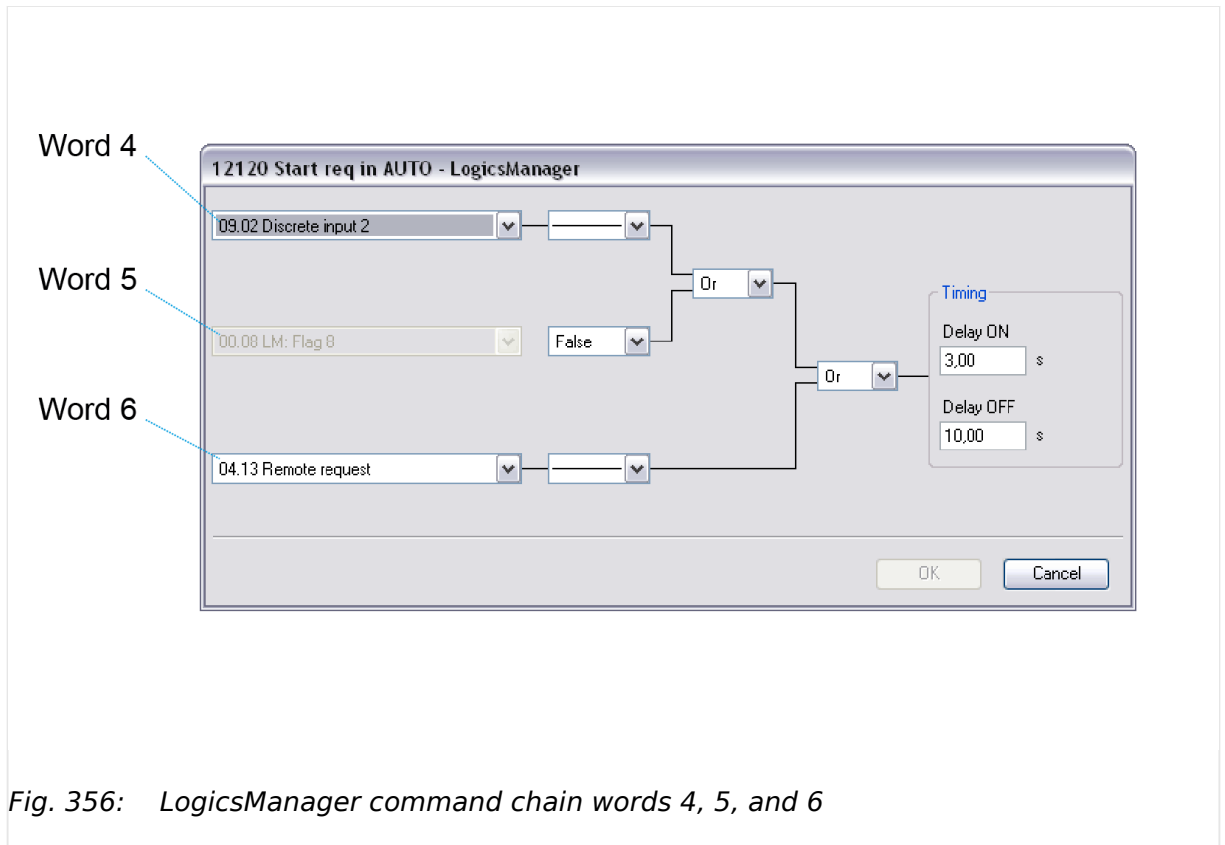 Word 4
12120 Start req in AUTO - LogicsManager
09.02 Discrete input 2
Or
Word 5
Timing
00.08 LM: Flag 8
False
Delay ON
3,00 s
Or
Word 6
Delay OFF
10,00 s
04.13 Remote request
OK Cancel
Fig. 356: LogicsManager command chain words 4, 5, and 6